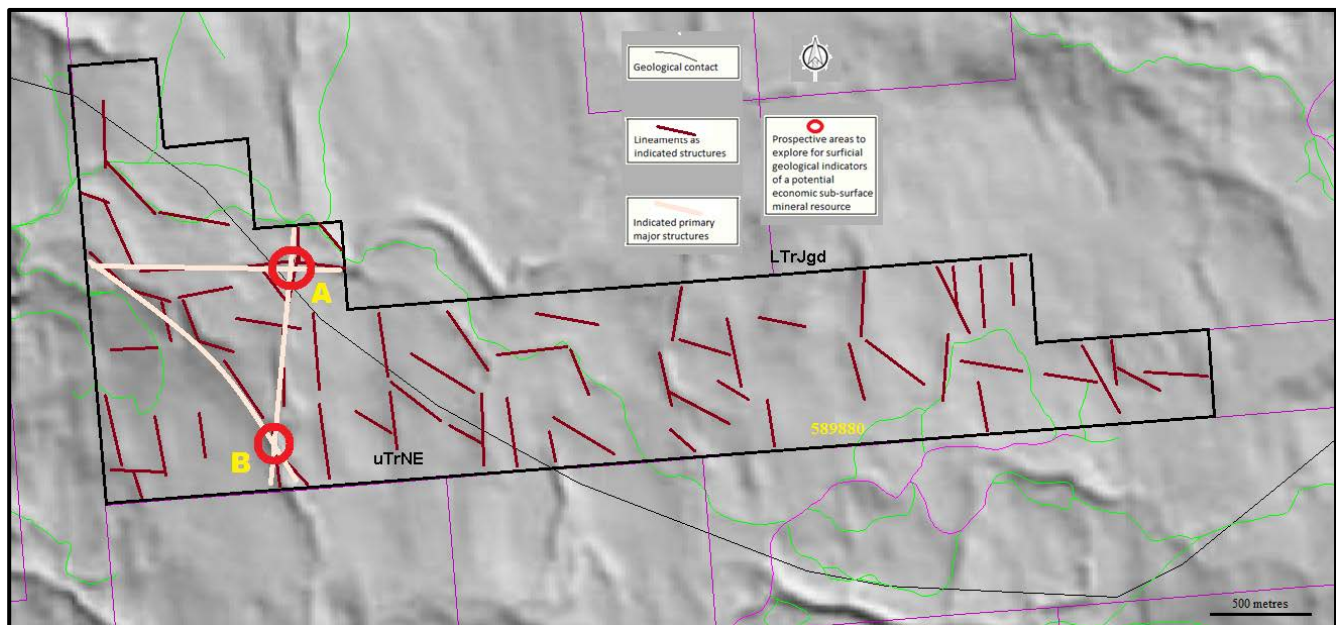 Geological contact
Lineaments as
indicated structures
Prospective areas to
explore for surficial
geological indicators
of a potential
economic sub-surface
mineral resource
Indicated primary
major structures
LTrJgd
A
589880
B
uTrNE
500 metres